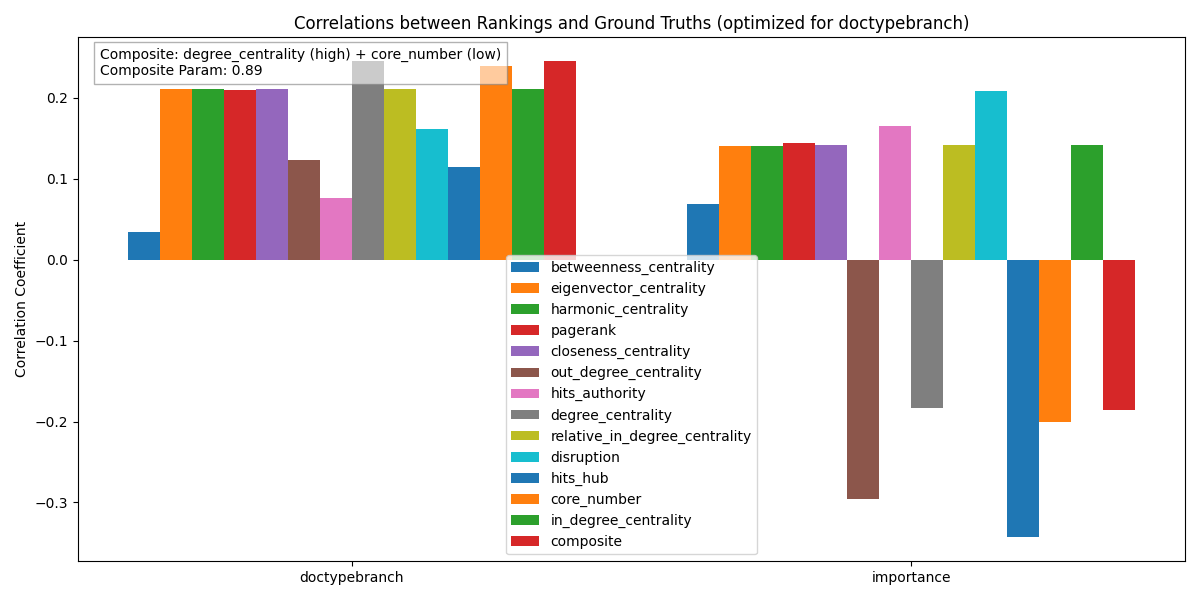 Correlations between Rankings and Ground Truths (optimized for doctypebranch)
Composite: degree_centrality (high) + core_number (low)
Composite Param: 0.89
Correlation Coefficient
0.2
0.1
0.0
−0.1
−0.2
−0.3
betweenness_centrality
eigenvector_centrality
harmonic_centrality
pagerank
closeness_centrality
out_degree_centrality
hits_authority
degree_centrality
relative_in_degree_centrality
disruption
hits_hub
core_number
in_degree_centrality
composite
doctypebranch
importance